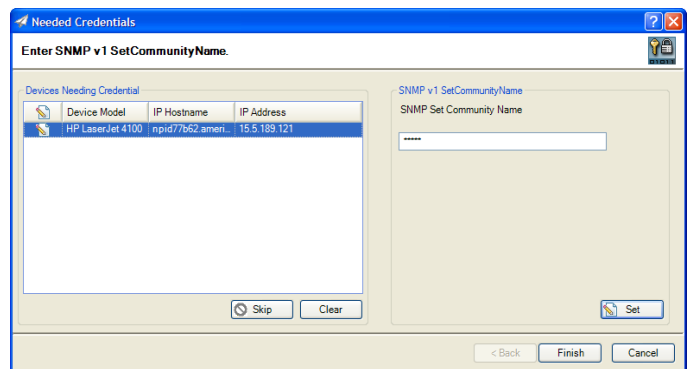 Needed Credentials
Enter SNMP v1 SetCommunityName.
01011
Devices Needing Credential
Device Model IP Hostname IP Address
HP LaserJet 4100 npid77b62.ameri... 15.5.189.121
Skip Clear
SNMP v1 SetCommunityName
SNMP Set Community Name
*****
Set
< Back Finish Cancel